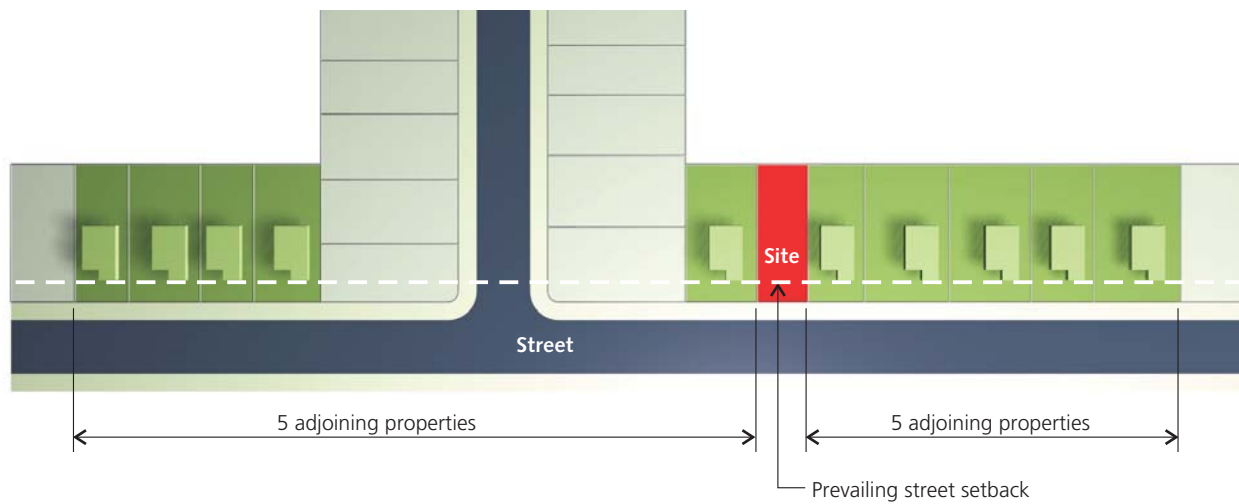 Site
Street
5 adjoining properties
5 adjoining properties
Prevailing street setback